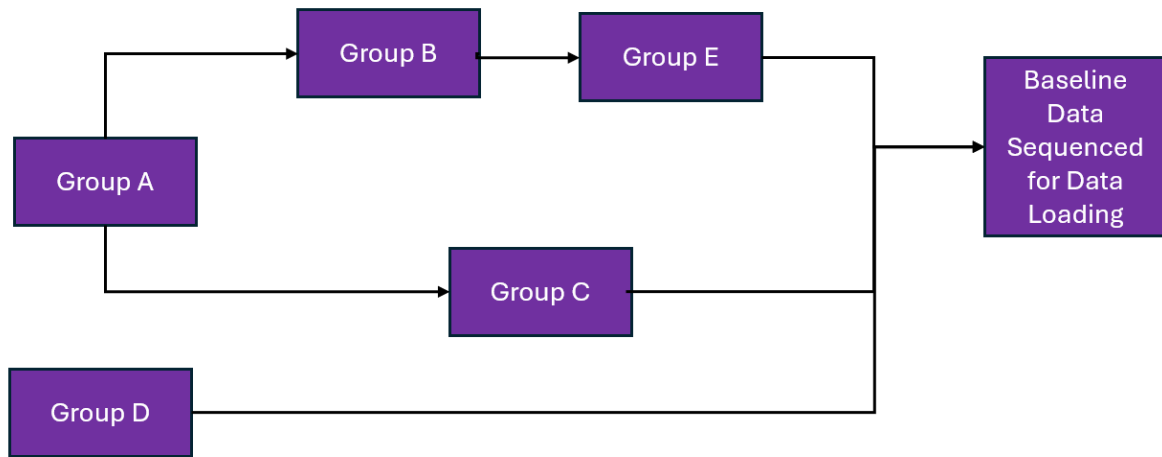 Group B
Group E
Baseline
Data
Sequenced
for Data
Loading
Group A
Group C
Group D